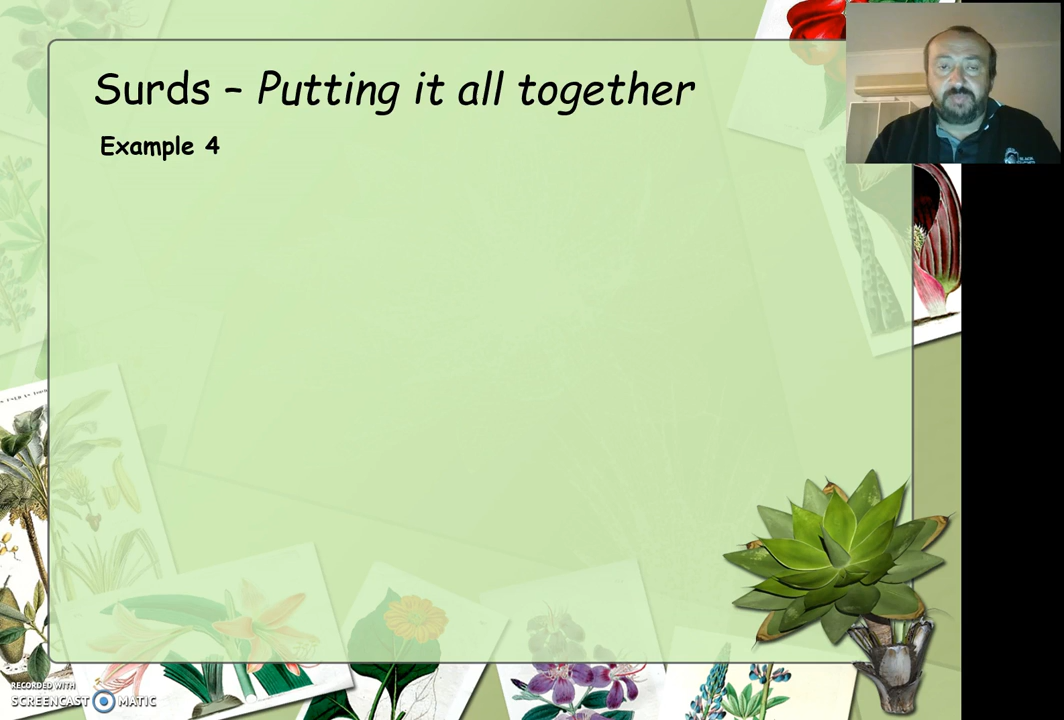 Surds – Putting it all together
Example 4
RECORDED WITH
SCREENCAST MATIC